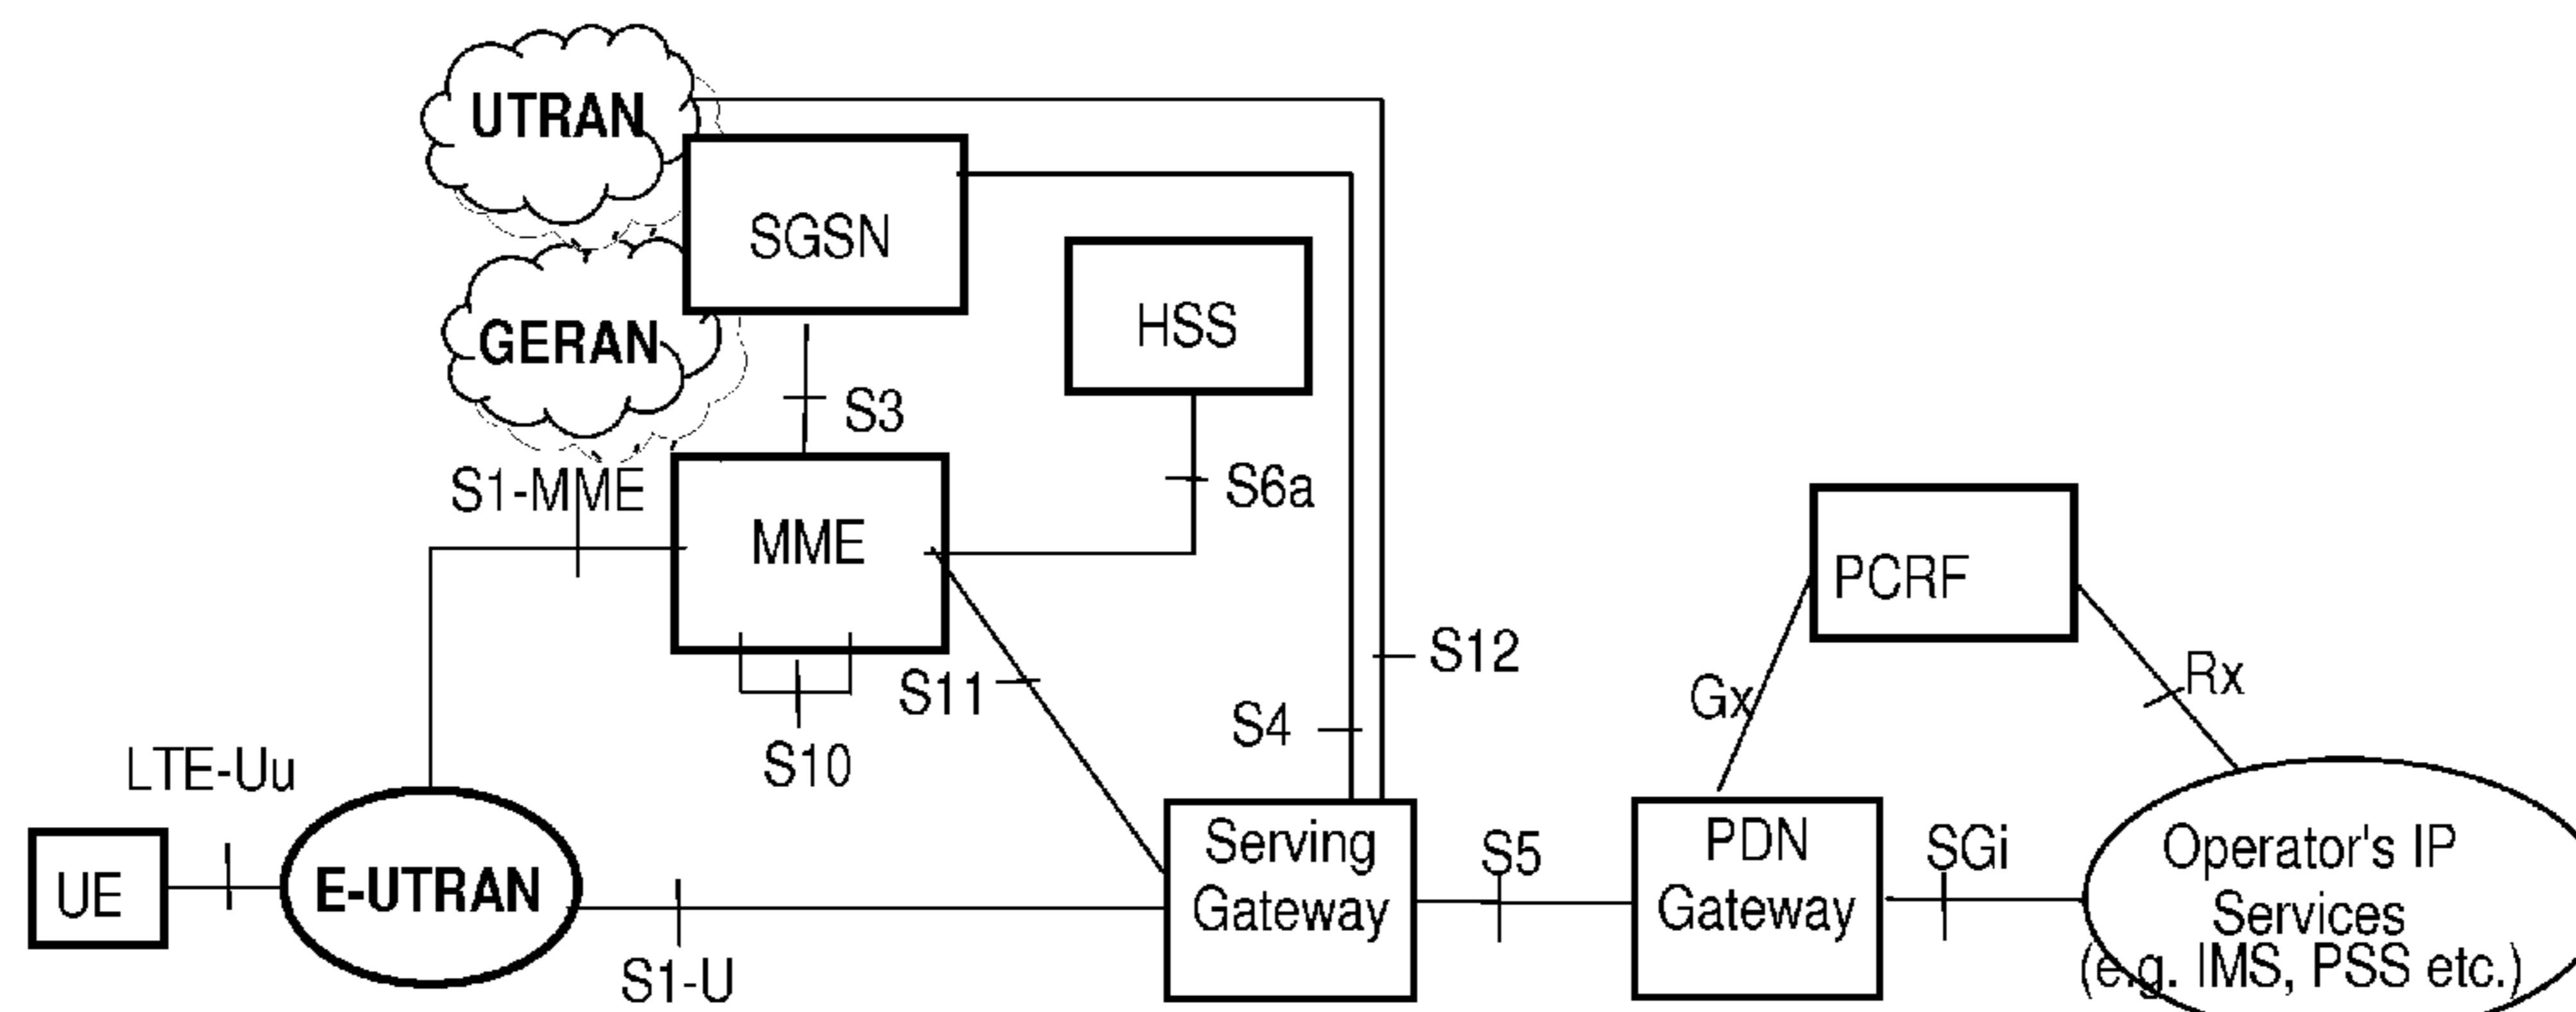 UTRAN
SGSN
HSS
GERAN
S3
S1-MME
S6a
MME
PCRF
S12
S11
Rx
Gx
S4
S10
LTE-Uu
Serving
Gateway
PDN
Gateway
S5
SGi
Operator's IP
Services
(e.g. IMS, PSS etc.)
UE
E-UTRAN
S1-U